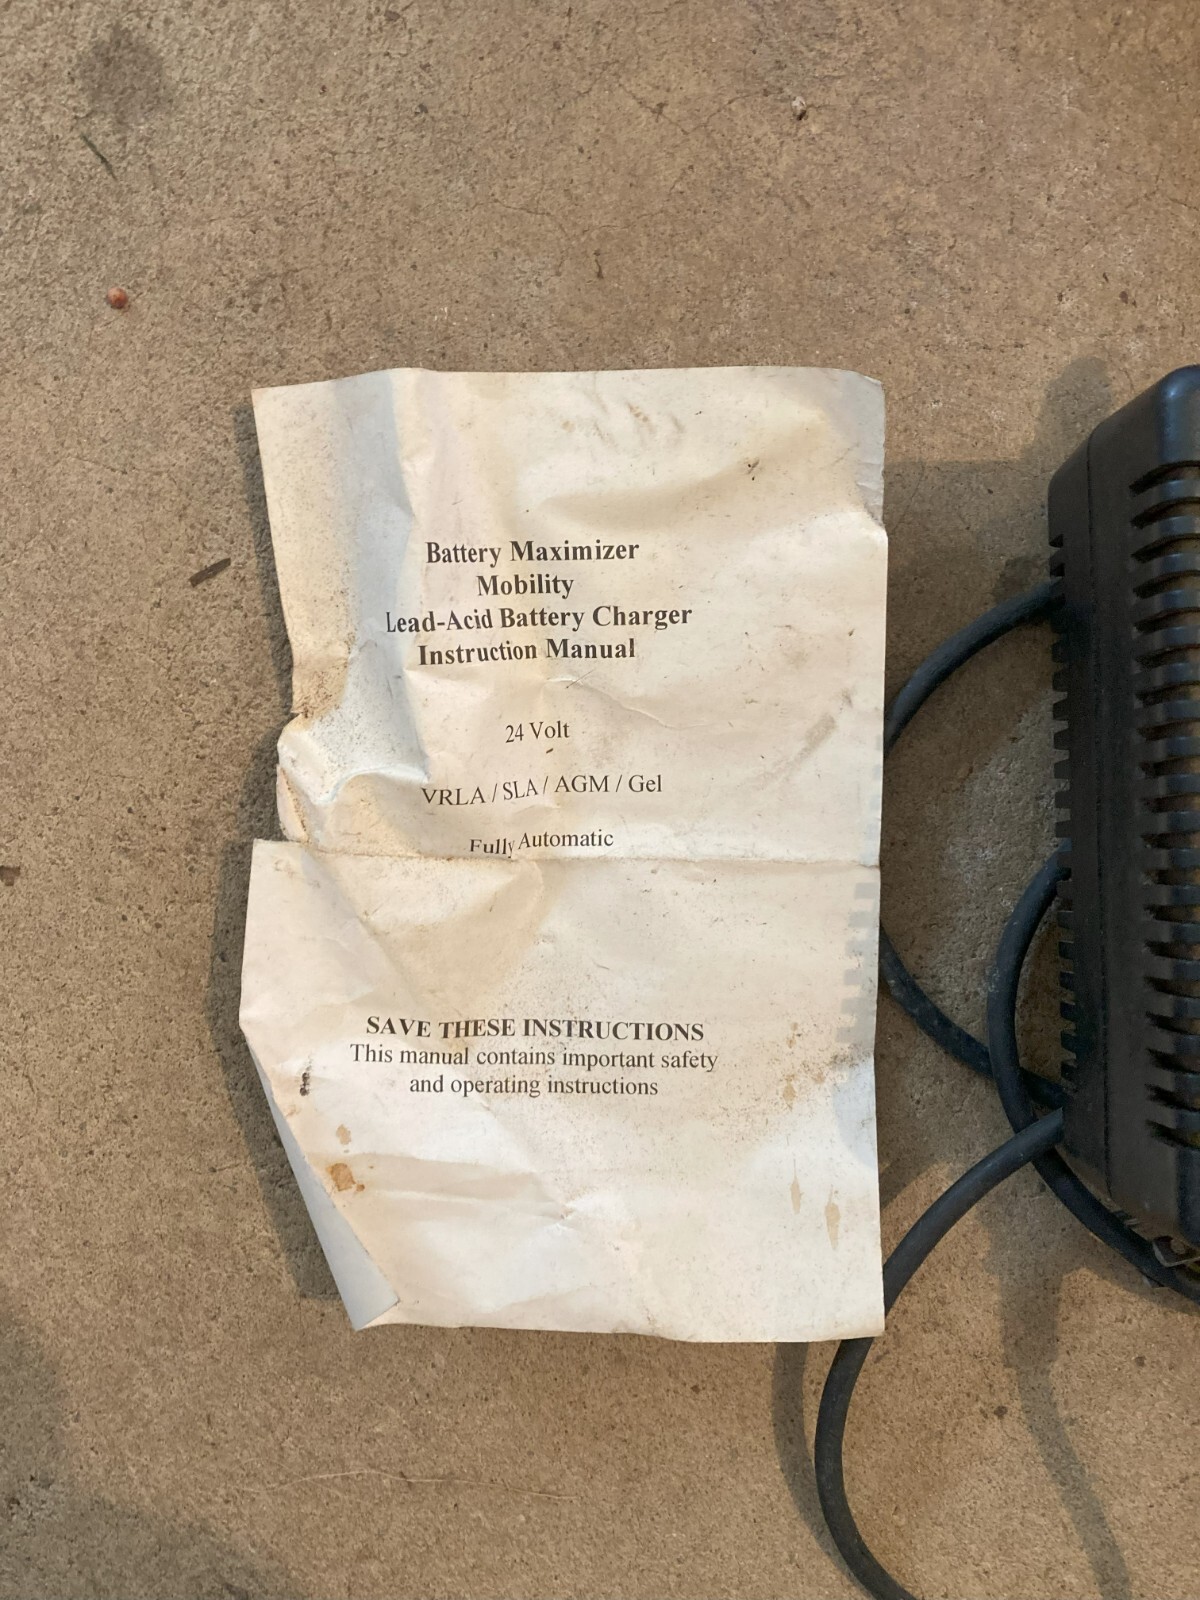 Battery Maximizer
Mobility
Lead-Acid Battery Charger
Instruction Manual
24 Volt
VRLA / SLA / AGM / Gel
Fully Automatic
SAVE THESE INSTRUCTIONS
This manual contains important safety
and operating instructions